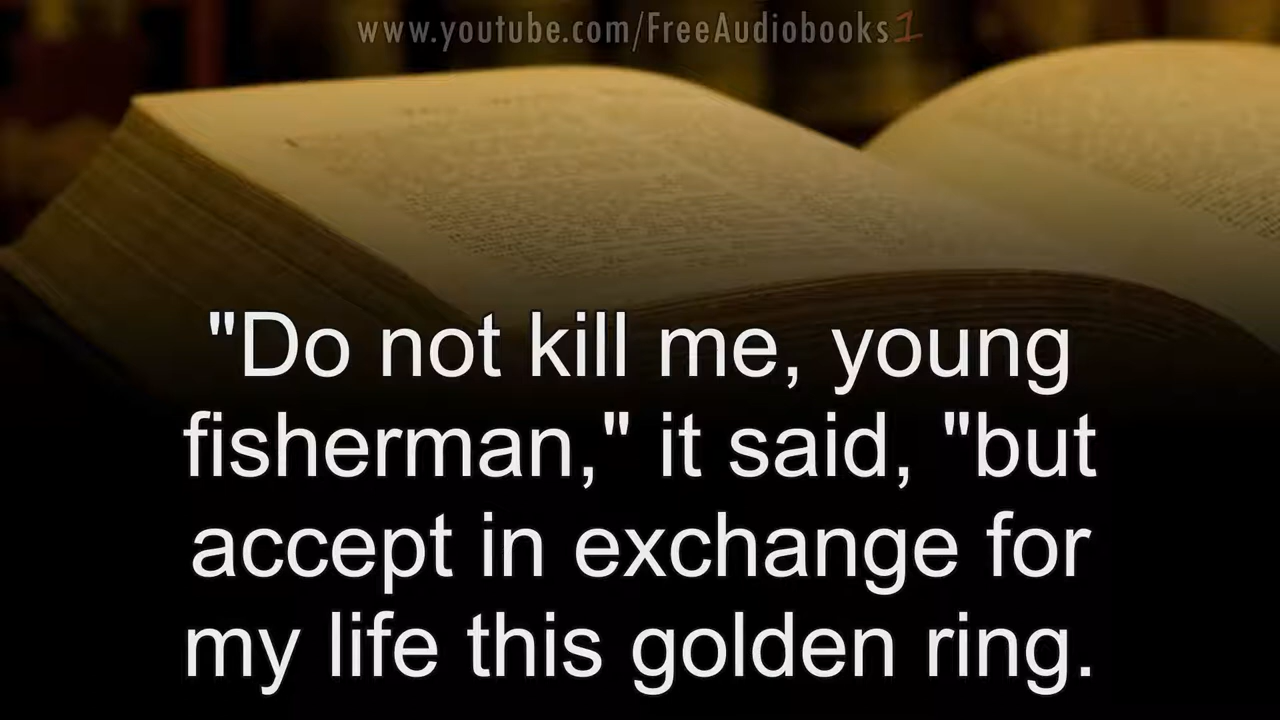 www.youtube.com/FreeAudiobooks1
"Do not kill me, young
fisherman," it said, "but
accept in exchange for
my life this golden ring.